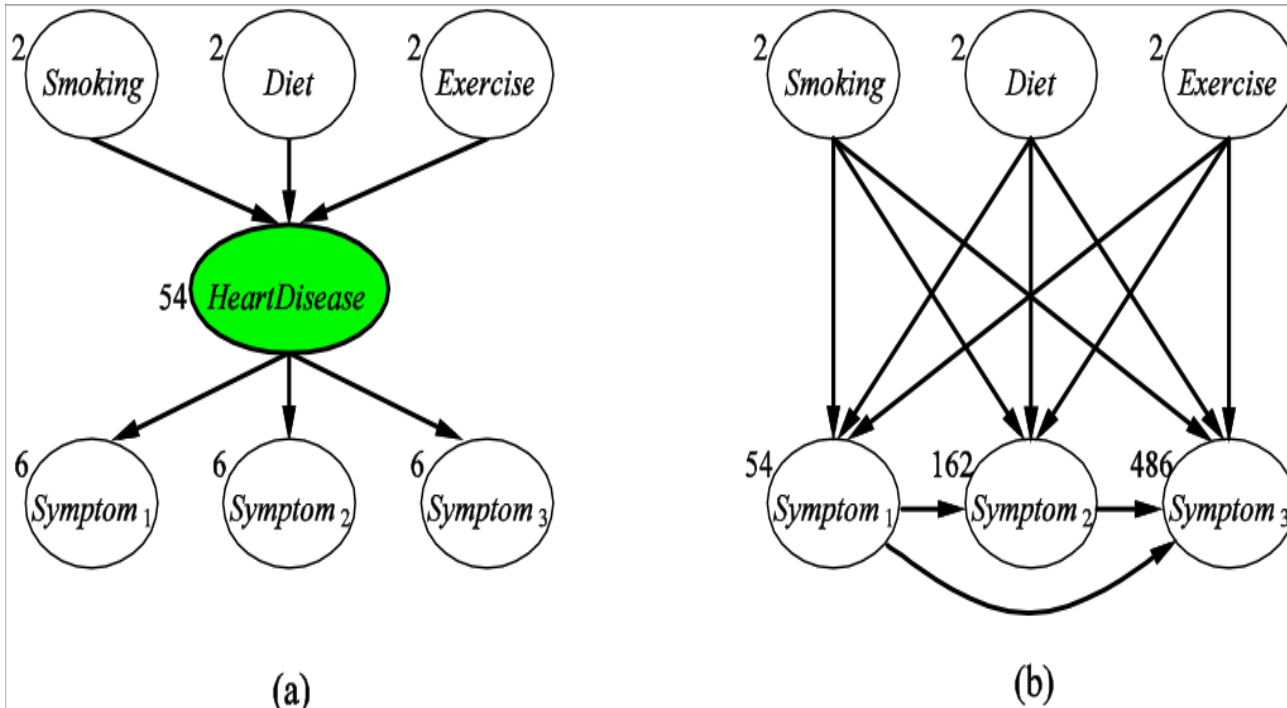 2 Smoking 2 Diet 2 Exercise
54 HeartDisease
6 Symptom 1 6 Symptom 2 6 Symptom 3
(a)
2 Smoking 2 Diet 2 Exercise
54 Symptom 1 162 Symptom 2 486 Symptom 3
(b)